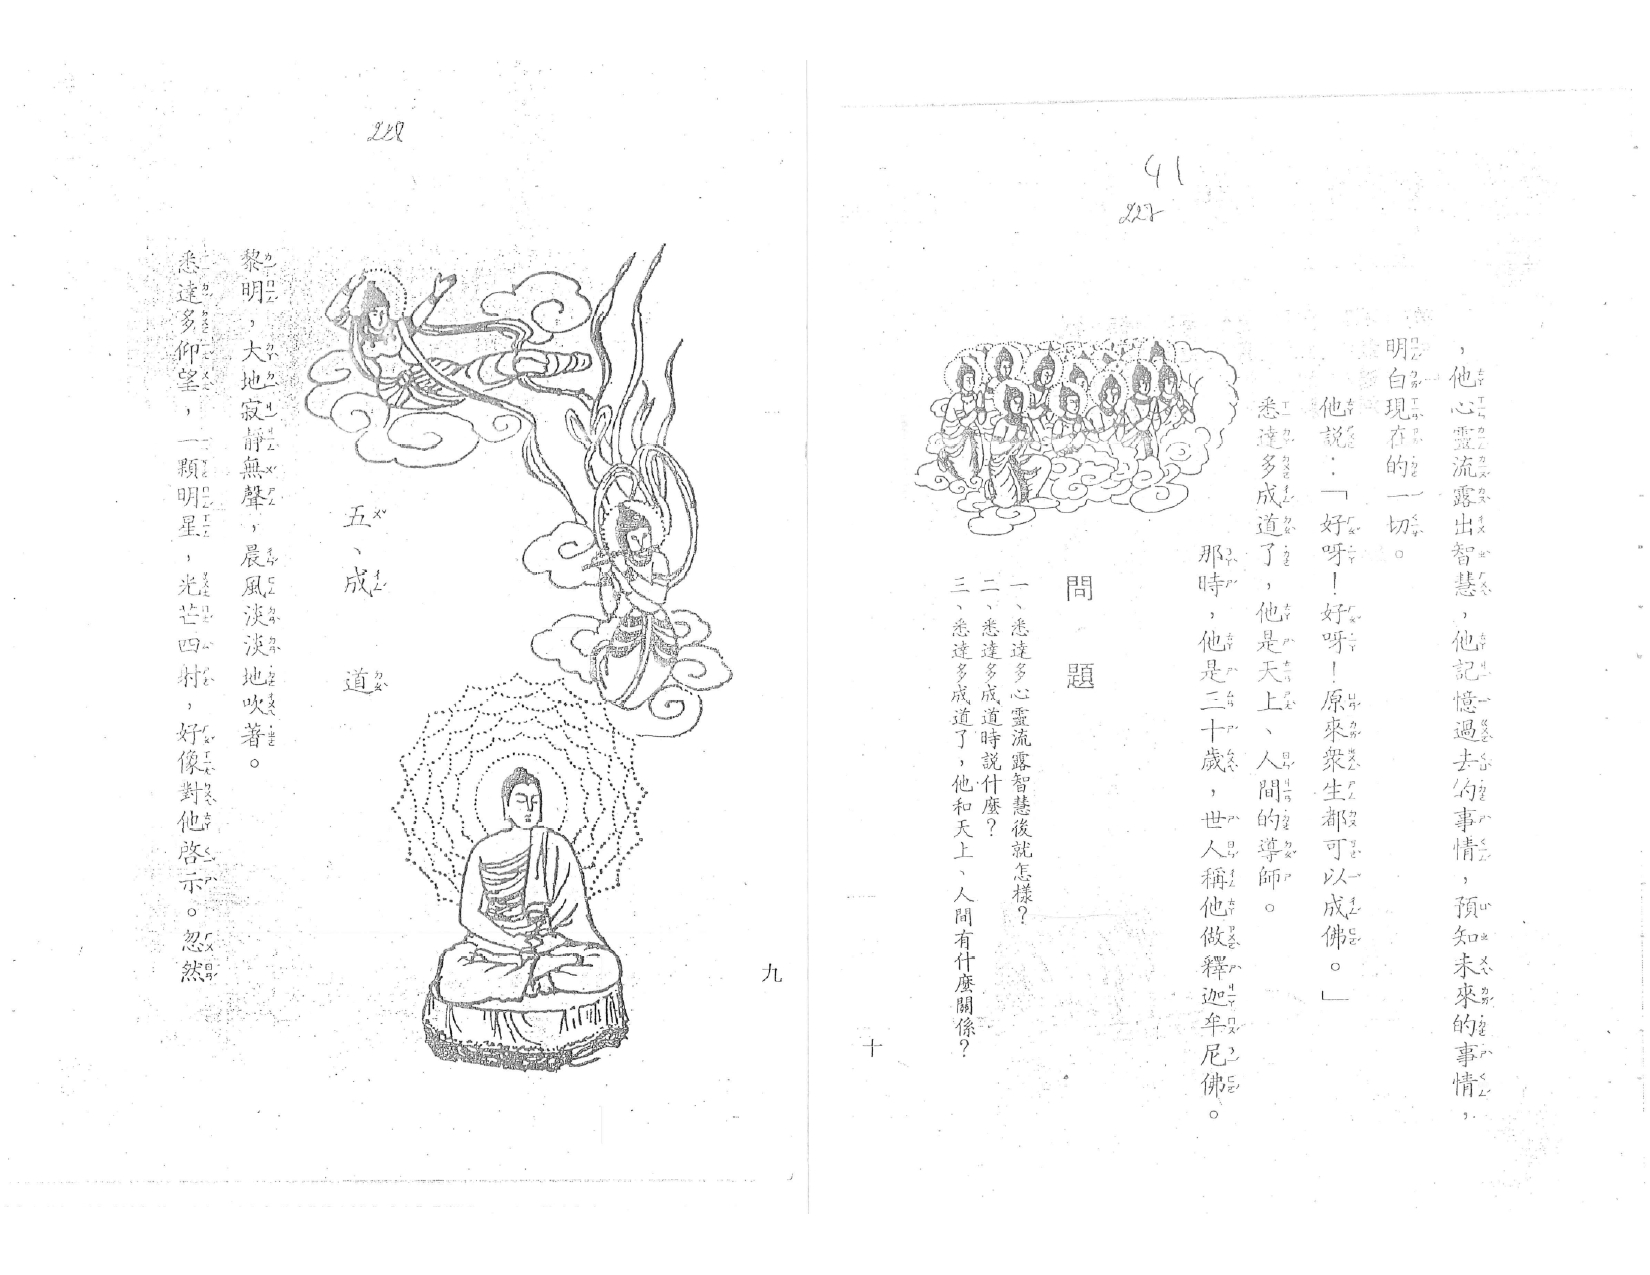 228
五、成道
黎明，大地寂靜無聲，晨風淡淡地吹著。
悉達多仰望，一顆明星，光芒四射，好像對他啓示。忽然
九
41
227
，他心靈流露出智慧，他記憶過去的事情，預知未來的事情，
明白現在的一切。
他説：「好呀！好呀！原來衆生都可以成佛。」
悉達多成道了，他是天上、人間的導師。
那時，他是三十歲，世人稱他做釋迦牟尼佛。
問題
一、悉達多心靈流露智慧後就怎樣？
二、悉達多成道時説什麼？
三、悉達多成道了，他和天上、人間有什麼關係？
十